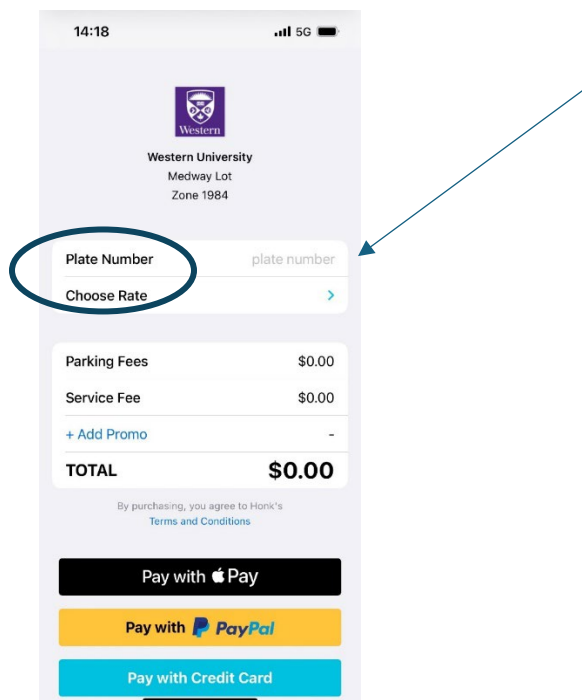 14:18 5G
Western
Western University
Medway Lot
Zone 1984
Plate Number plate number
Choose Rate >
Parking Fees $0.00
Service Fee $0.00
+ Add Promo -
TOTAL $0.00
By purchasing, you agree to Honk's
Terms and Conditions
Pay with Pay
Pay with PayPal
Pay with Credit Card